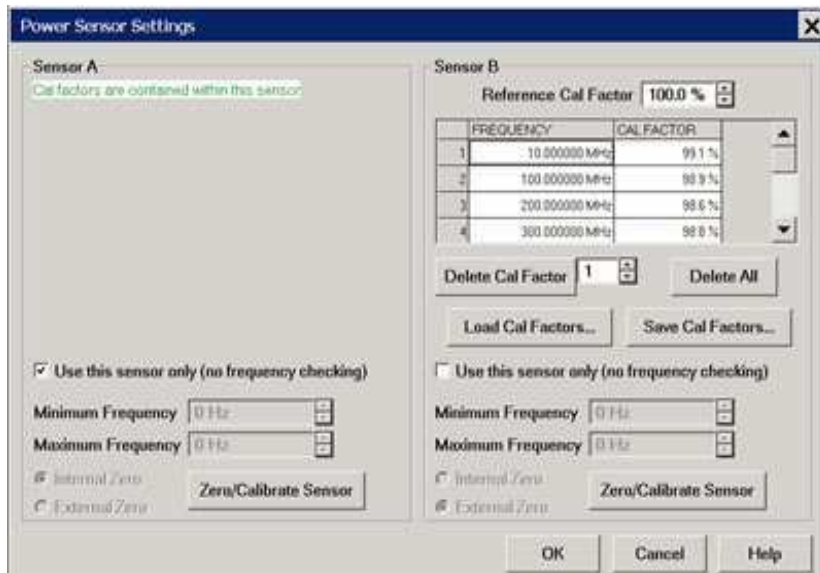 Power Sensor Settings
Sensor A
Cal factors are contained within this sensor
Use this sensor only (no frequency checking)
Minimum Frequency 0 Hz
Maximum Frequency 0 Hz
Internal Zero
External Zero
Zero/Calibrate Sensor
Sensor B
Reference Cal Factor 100.0 %
FREQUENCY CAL FACTOR
1 10.000000 MHz 99.1 %
2 100.000000 MHz 98.9 %
3 200.000000 MHz 98.6 %
4 300.000000 MHz
Delete Cal Factor 1 Delete All
Load Cal Factors... Save Cal Factors...
Use this sensor only (no frequency checking)
Minimum Frequency 0 Hz
Maximum Frequency 0 Hz
Internal Zero
External Zero
Zero/Calibrate Sensor
OK Cancel Help